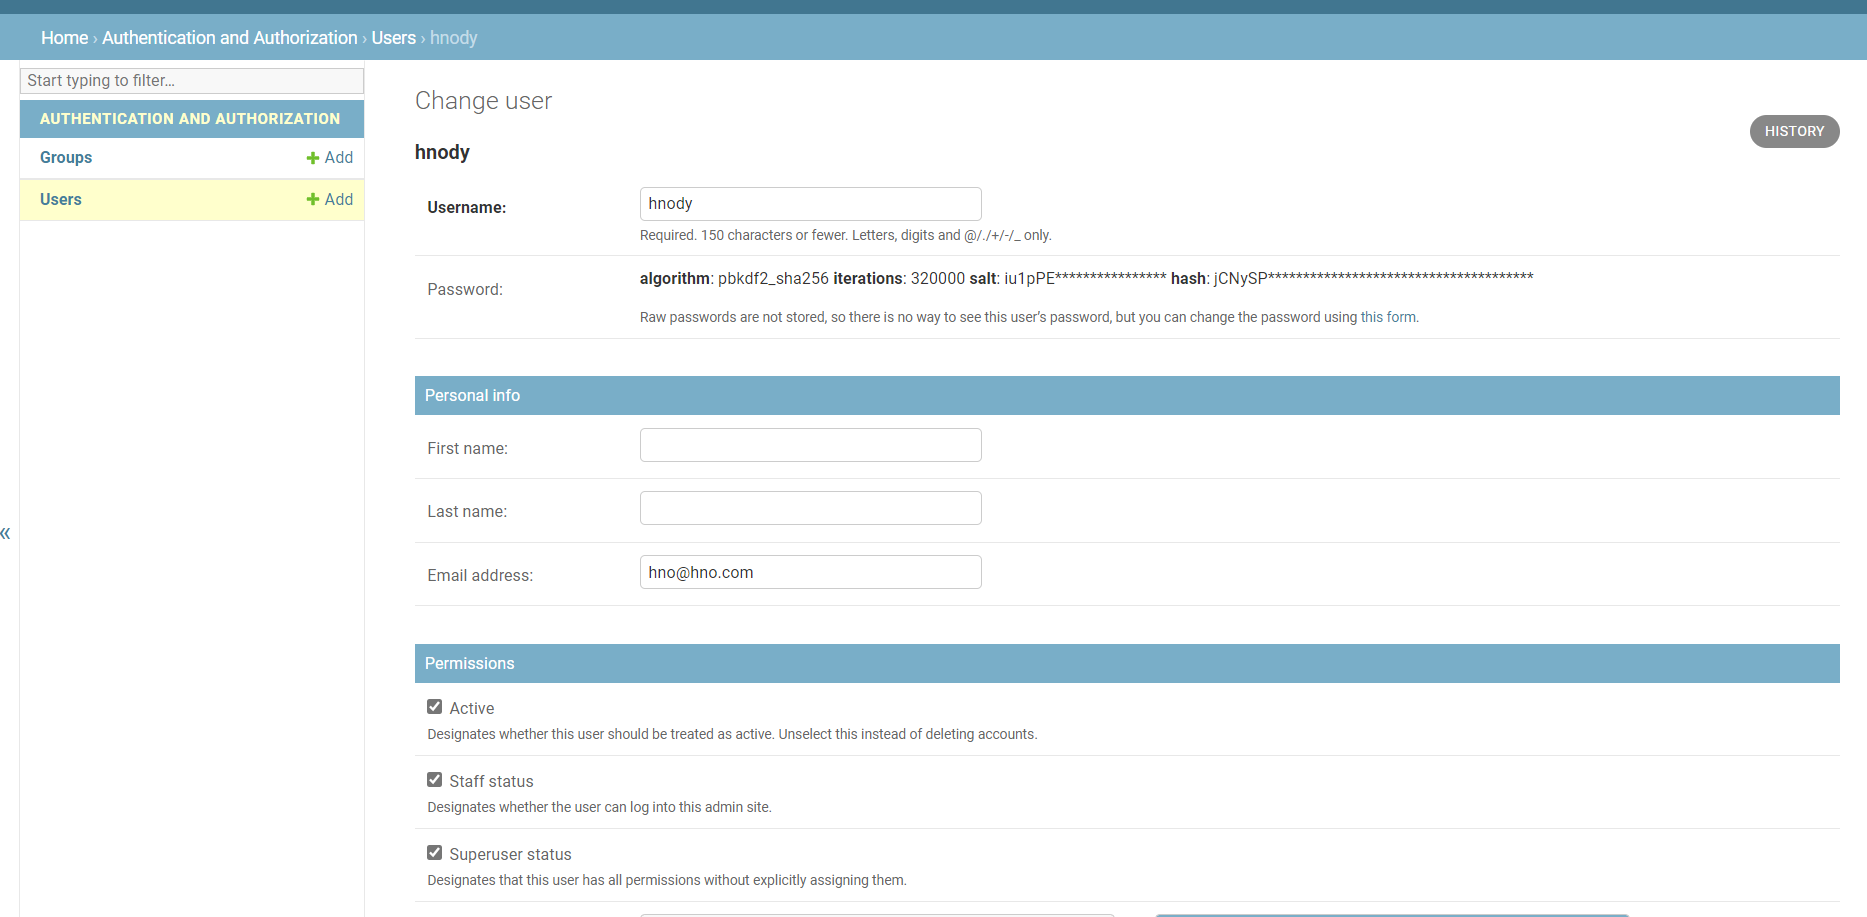 Home › Authentication and Authorization › Users › hnody
Start typing to filter...
AUTHENTICATION AND AUTHORIZATION
Groups + Add
Users + Add
«
Change user
HISTORY
hnody
Username: hnody
Required. 150 characters or fewer. Letters, digits and @/./+/-/_ only.
Password: algorithm: pbkdf2_sha256 iterations: 320000 salt: iu1pPE**************** hash: jCNySP**************************************
Raw passwords are not stored, so there is no way to see this user’s password, but you can change the password using this form.
Personal info
First name:
Last name:
Email address: hno@hno.com
Permissions
Active
Designates whether this user should be treated as active. Unselect this instead of deleting accounts.
Staff status
Designates whether the user can log into this admin site.
Superuser status
Designates that this user has all permissions without explicitly assigning them.